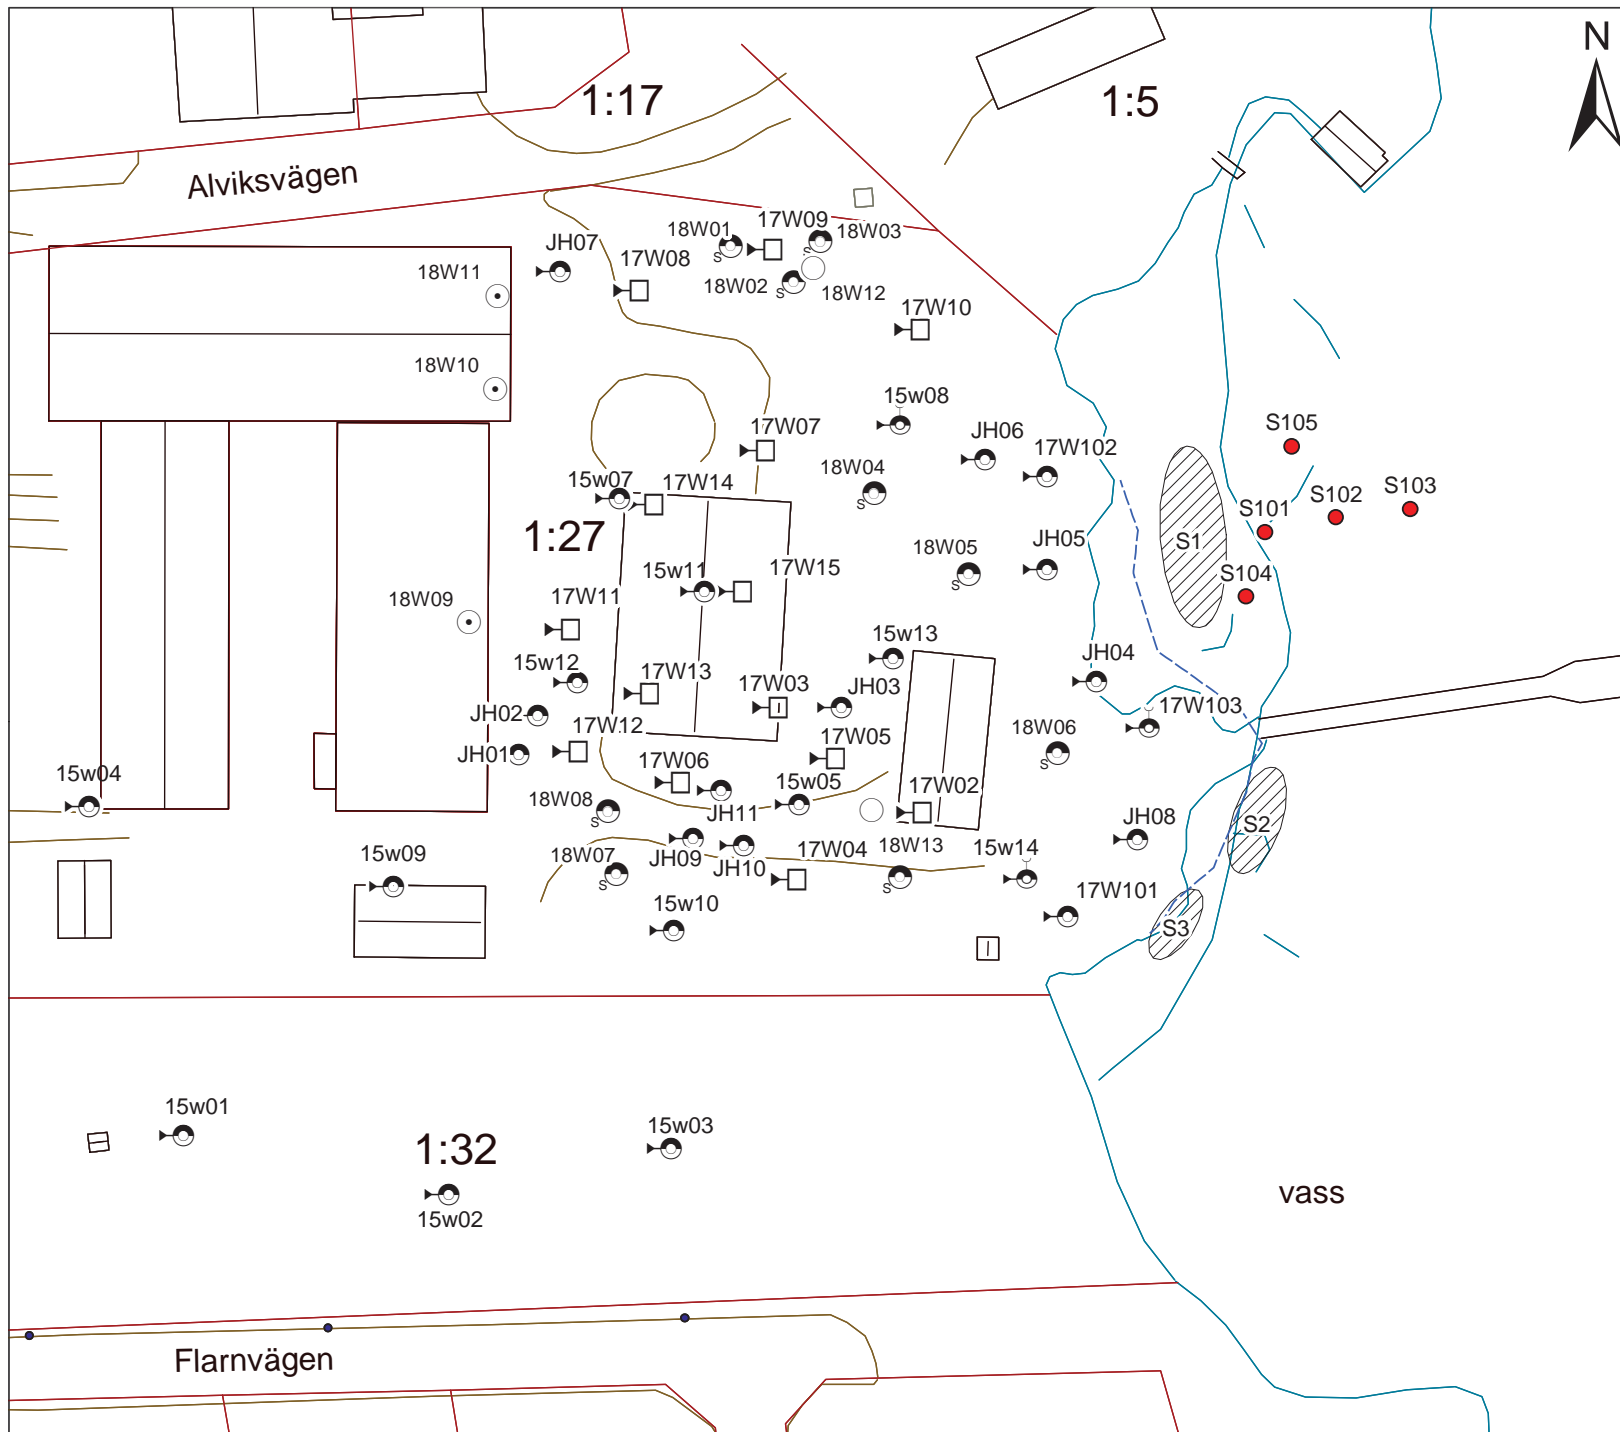 N
1:17
1:5
Alviksvägen
17W09
18W01
18W03
JH07
17W08
18W11
18W02
18W12
17W10
18W10
15w08
17W07
JH06
17W102
S105
18W04
15w07
17W14
S103
S102
S101
1:27
JH05
S1
18W05
17W15
15w11
S104
18W09
17W11
15w13
JH04
15w12
17W13
17W03
JH03
17W103
JH02
17W12
18W06
17W05
JH01
17W06
15w04
15w05
17W02
18W08
JH11
S2
JH08
15w09
18W07
JH09
JH10
17W04
18W13
15w14
15w10
17W101
S3
15w01
15w03
1:32
15w02
vass
Flarnvägen
S
S
S
S
S
S
S
S
S